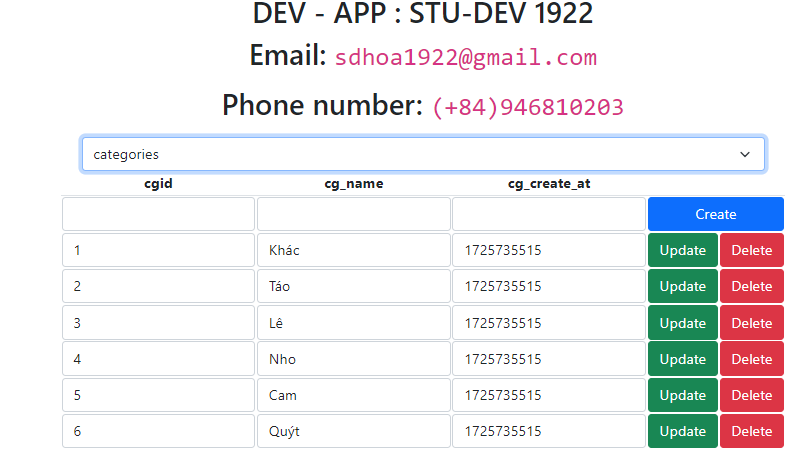 DEV - APP : STU-DEV 1922
Email: sdhoa1922@gmail.com
Phone number: (+84)946810203
categories
cgid cg_name cg_create_at
Create
1 Khác 1725735515 Update Delete
2 Táo 1725735515 Update Delete
3 Lê 1725735515 Update Delete
4 Nho 1725735515 Update Delete
5 Cam 1725735515 Update Delete
6 Quýt 1725735515 Update Delete